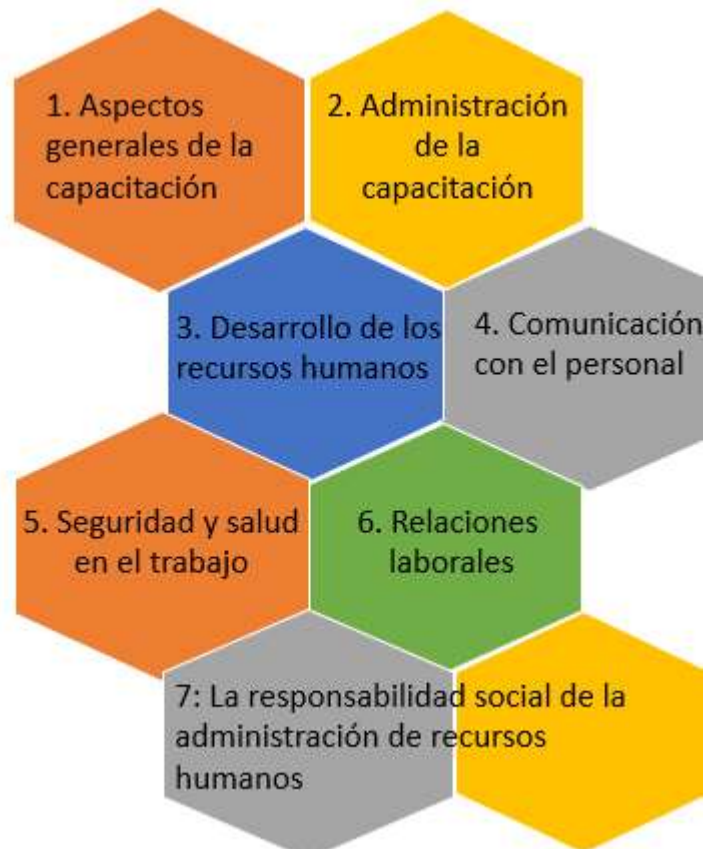 1. Aspectos
generales de la
capacitación
2. Administración
de la
capacitación
3. Desarrollo de los
recursos humanos
4. Comunicación
con el personal
5. Seguridad y salud
en el trabajo
6. Relaciones
laborales
7: La responsabilidad social de la
administración de recursos
humanos